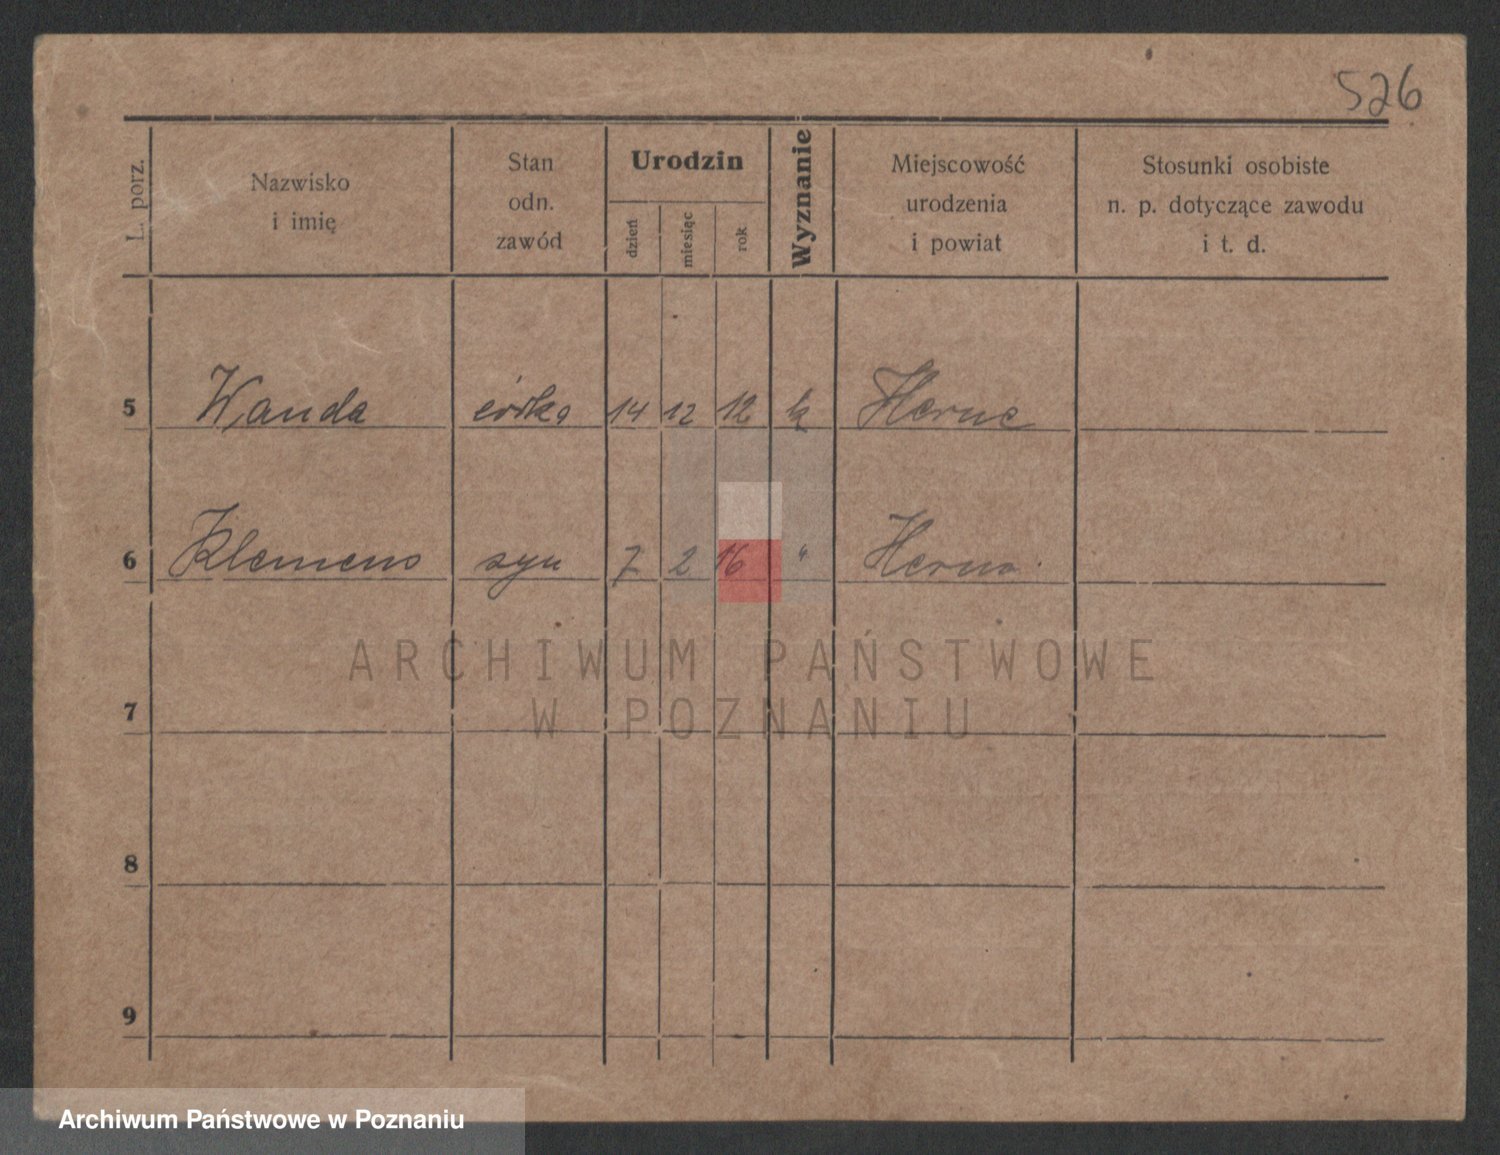 526
L. porz.
Nazwisko
i imię
Stan
odn.
zawód
Urodzin
dzień
miesiąc
rok
Wyznanie
Miejscowość
urodzenia
i powiat
Stosunki osobiste
n. p. dotyczące zawodu
i t. d.
5 Wanda córka 14 12 12 k Herne
6 Klemens syn 7 2 16 " Herne
ARCHIWUM PAŃSTWOWE
W POZNANIU
7
8
9
Archiwum Państwowe w Poznaniu